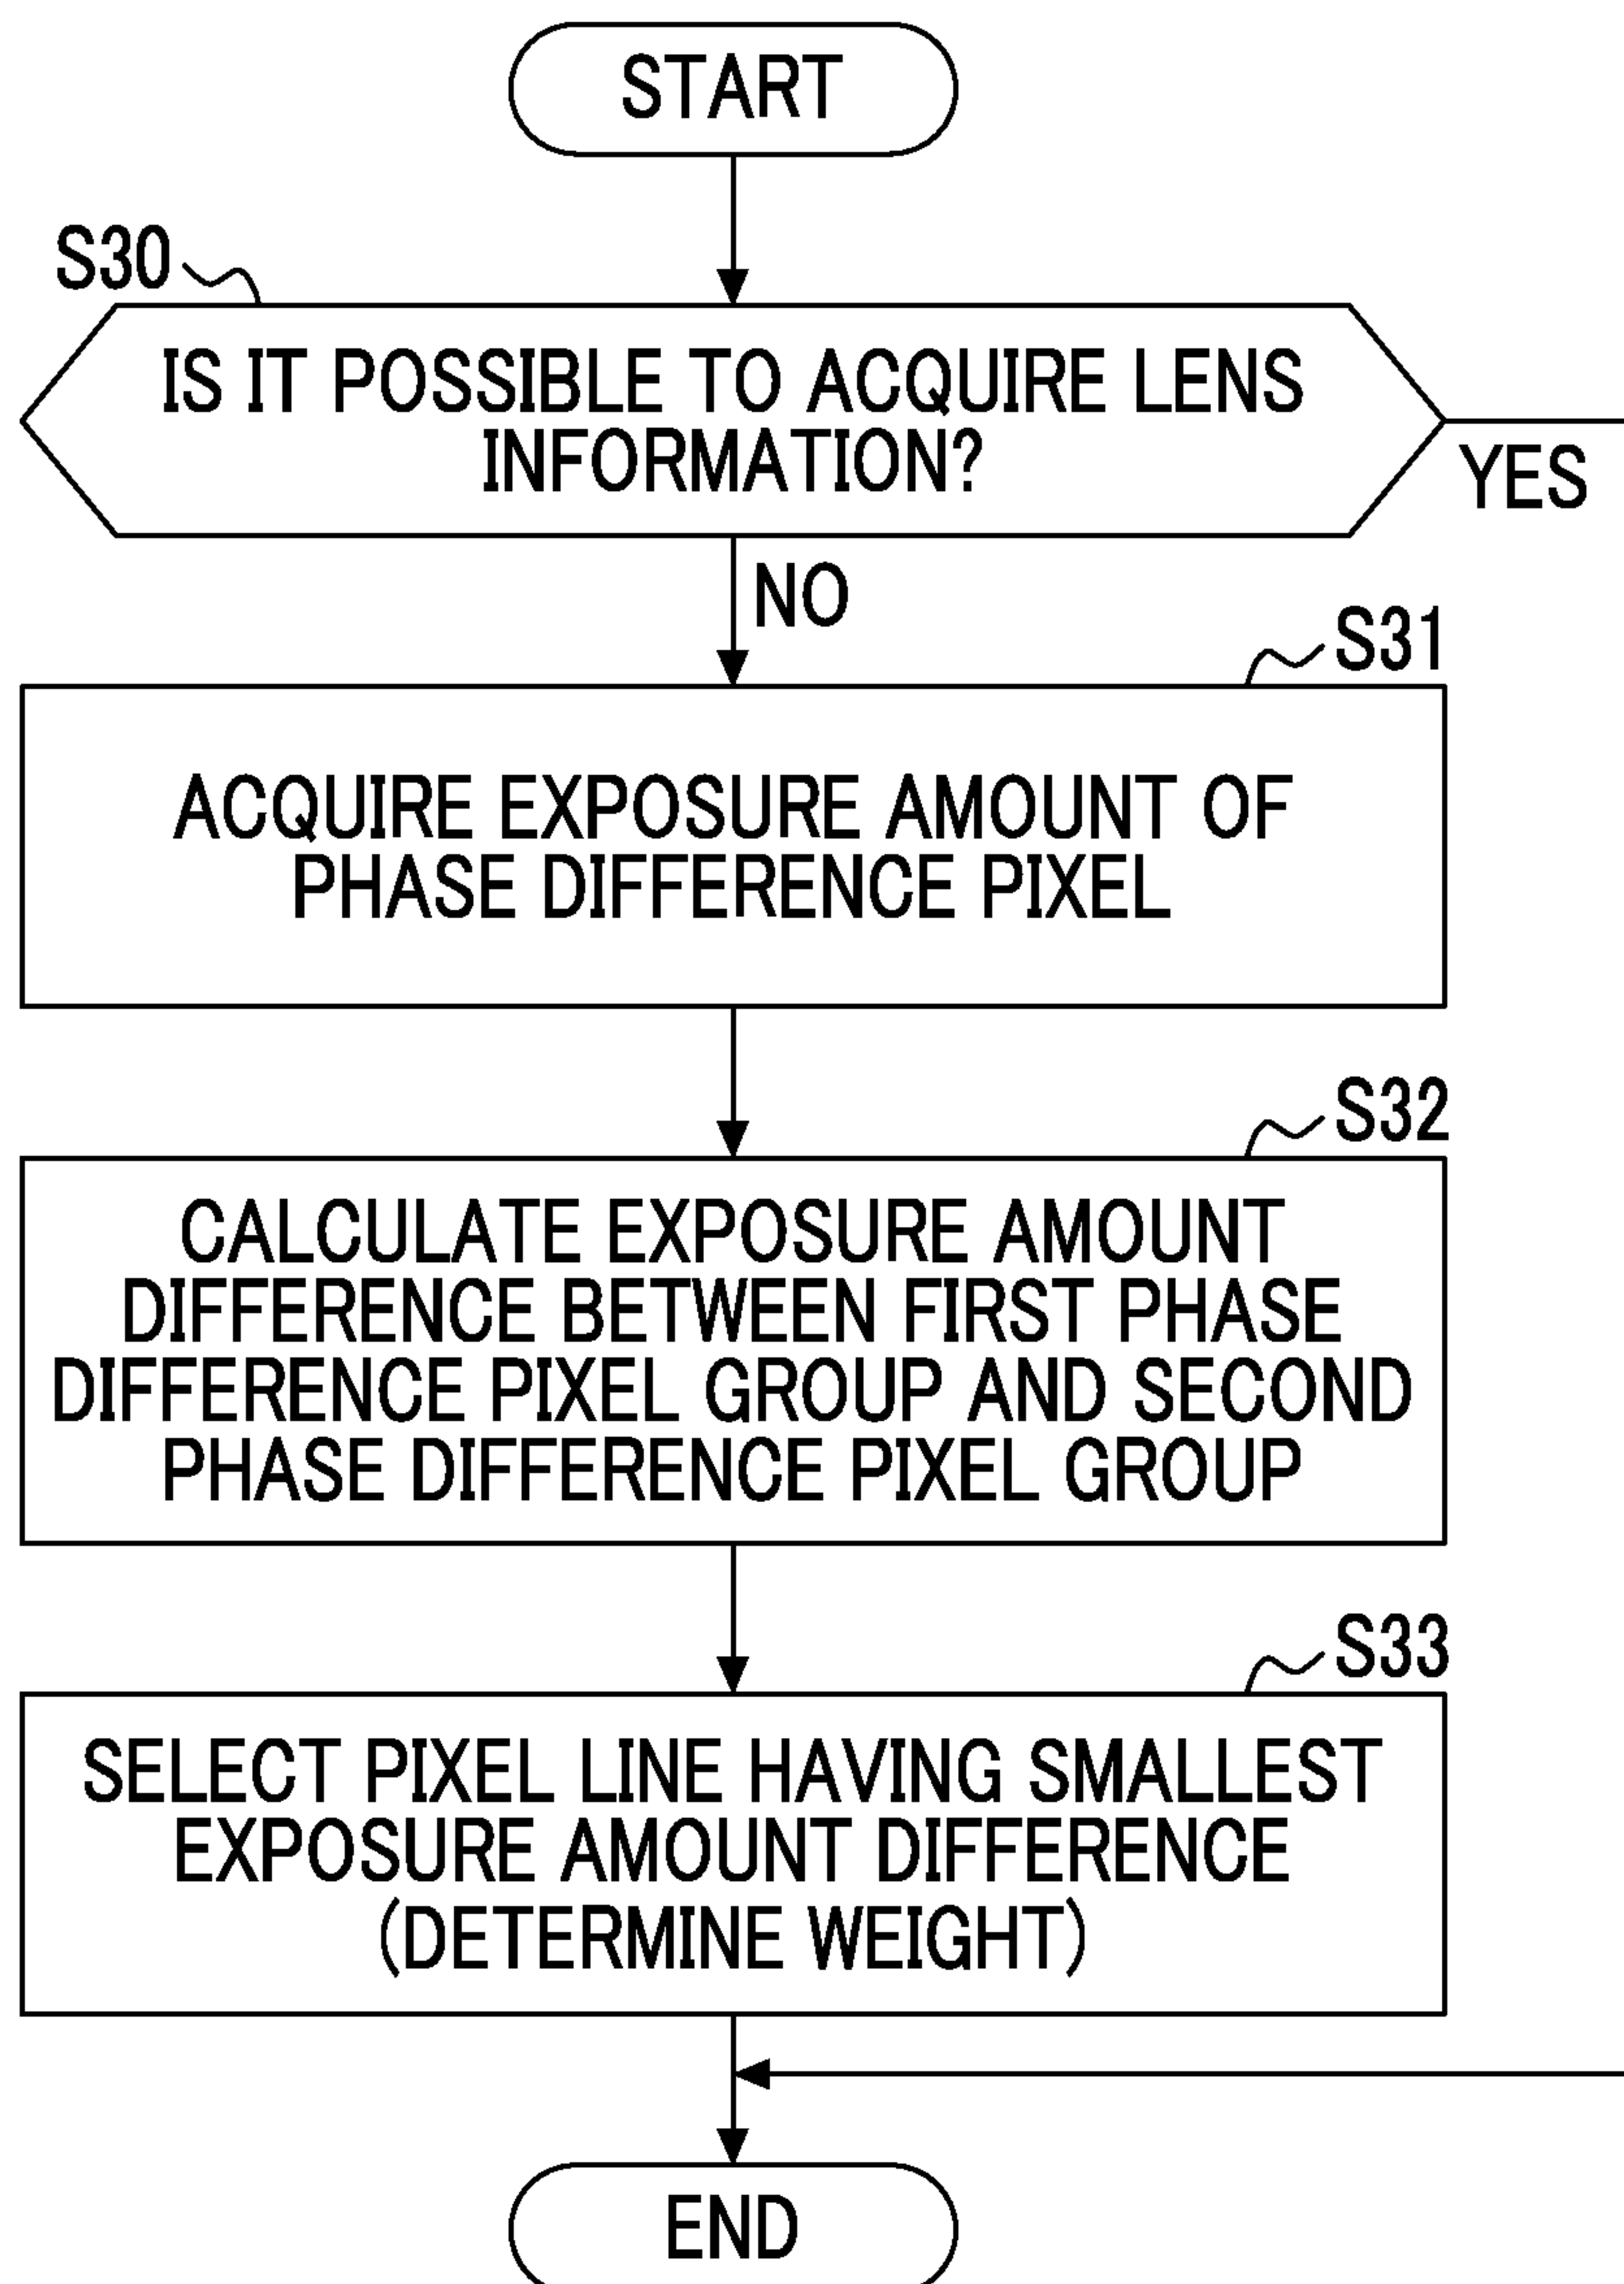 START
S30
IS IT POSSIBLE TO ACQUIRE LENS
INFORMATION?
YES
NO
S31
ACQUIRE EXPOSURE AMOUNT OF
PHASE DIFFERENCE PIXEL
S32
CALCULATE EXPOSURE AMOUNT
DIFFERENCE BETWEEN FIRST PHASE
DIFFERENCE PIXEL GROUP AND SECOND
PHASE DIFFERENCE PIXEL GROUP
S33
SELECT PIXEL LINE HAVING SMALLEST
EXPOSURE AMOUNT DIFFERENCE
(DETERMINE WEIGHT)
END